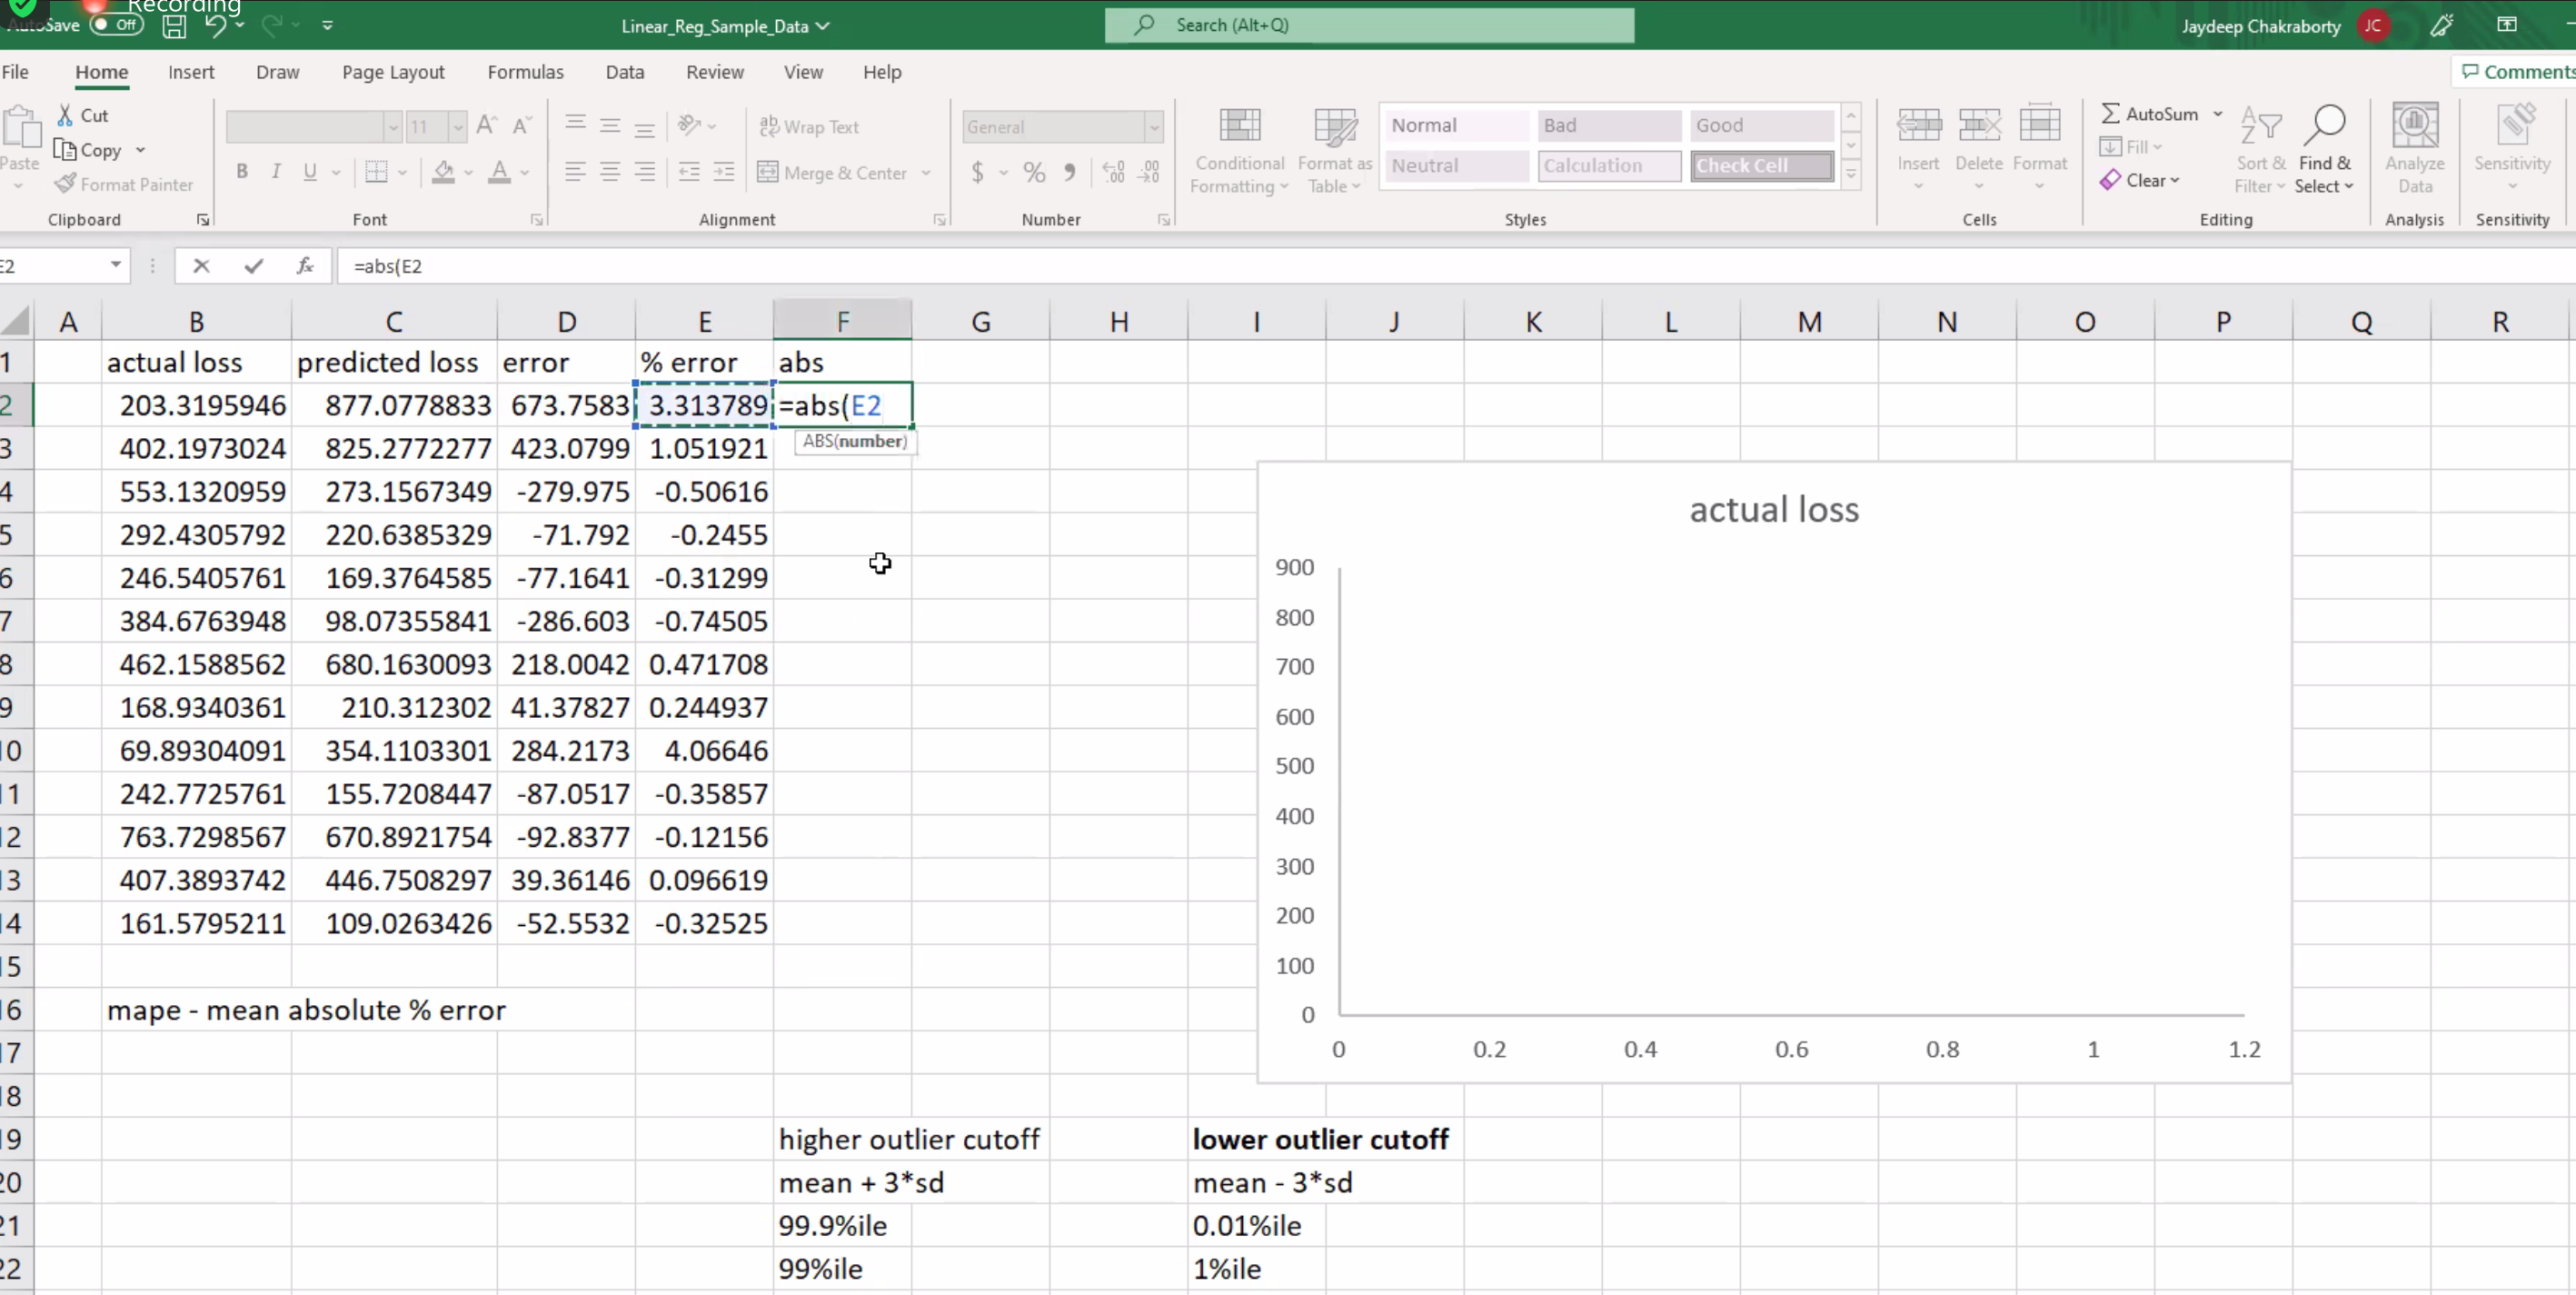 Recording
AutoSave Off Linear_Reg_Sample_Data Search (Alt+Q) Jaydeep Chakraborty JC
File Home Insert Draw Page Layout Formulas Data Review View Help Comments
Paste
Cut
Copy
Format Painter
Clipboard
11 A A
B I U A
Font
ab Wrap Text
Merge & Center
Alignment
General
$ % ,
Number
Conditional
Formatting
Format as
Table
Normal Bad Good
Neutral Calculation Check Cell
Styles
Insert Delete Format
Cells
AutoSum
Fill
Clear
Sort &
Filter
Find &
Select
Editing
Analyze
Data
Analysis
Sensitivity
Sensitivity
E2 fx =abs(E2
A B C D E F G H I J K L M N O P Q R
1 actual loss predicted loss error % error abs
2 203.3195946 877.0778833 673.7583 3.313789 =abs(E2
ABS(number)
3 402.1973024 825.2772277 423.0799 1.051921
4 553.1320959 273.1567349 -279.975 -0.50616
5 292.4305792 220.6385329 -71.792 -0.2455
6 246.5405761 169.3764585 -77.1641 -0.31299
7 384.6763948 98.07355841 -286.603 -0.74505
8 462.1588562 680.1630093 218.0042 0.471708
9 168.9340361 210.312302 41.37827 0.244937
10 69.89304091 354.1103301 284.2173 4.06646
11 242.7725761 155.7208447 -87.0517 -0.35857
12 763.7298567 670.8921754 -92.8377 -0.12156
13 407.3893742 446.7508297 39.36146 0.096619
14 161.5795211 109.0263426 -52.5532 -0.32525
15
16 mape - mean absolute % error
17
18
19 higher outlier cutoff lower outlier cutoff
20 mean + 3*sd mean - 3*sd
21 99.9%ile 0.01%ile
22 99%ile 1%ile
actual loss
900
800
700
600
500
400
300
200
100
0
0 0.2 0.4 0.6 0.8 1 1.2